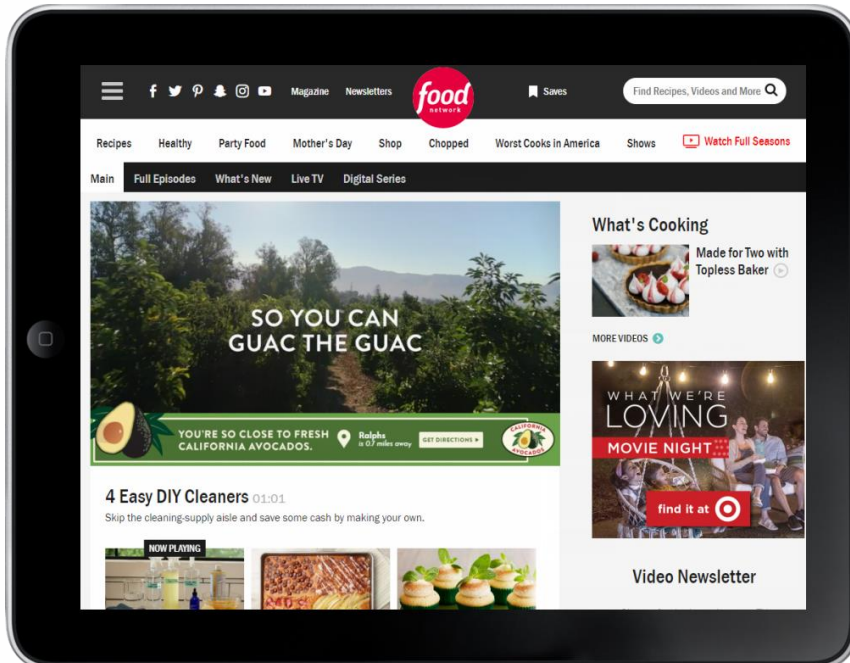 Magazine
Newsletters
food
network
Saves
Find Recipes, Videos and More
Recipes
Healthy
Party Food
Mother's Day
Shop
Chopped
Worst Cooks in America
Shows
Watch Full Seasons
Main
Full Episodes
What's New
Live TV
Digital Series
SO YOU CAN
GUAC THE GUAC
YOU'RE SO CLOSE TO FRESH
CALIFORNIA AVOCADOS.
Ralphs
is 0.7 miles away
GET DIRECTIONS
CALIFORNIA
AVOCADOS
4 Easy DIY Cleaners 01:01
Skip the cleaning-supply aisle and save some cash by making your own.
NOW PLAYING
What's Cooking
Made for Two with
Topless Baker
MORE VIDEOS
WHAT WE'RE
LOVING
MOVIE NIGHT
find it at
Video Newsletter